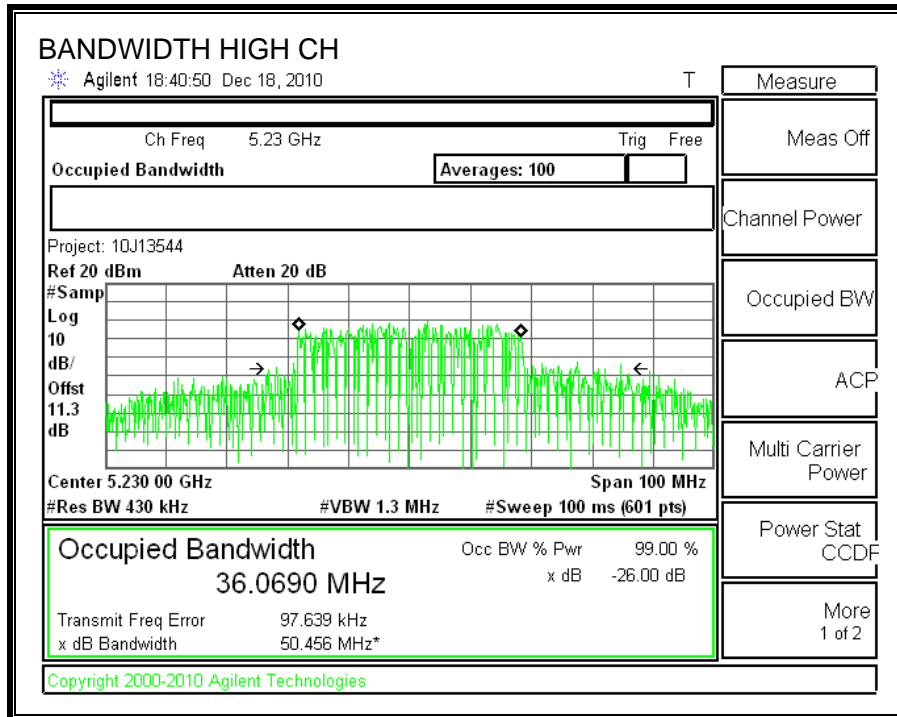 BANDWIDTH HIGH CH
Agilent 18:40:50 Dec 18, 2010 T
Measure
Ch Freq 5.23 GHz Trig Free
Meas Off
Occupied Bandwidth Averages: 100
Channel Power
Project: 10J13544
Ref 20 dBm Atten 20 dB
#Samp
Log
10
dB/
Offst
11.3
dB
Occupied BW
ACP
Multi Carrier
Power
Center 5.230 00 GHz Span 100 MHz
#Res BW 430 kHz #VBW 1.3 MHz #Sweep 100 ms (601 pts)
Power Stat
CCDF
Occupied Bandwidth Occ BW % Pwr 99.00 %
36.0690 MHz x dB -26.00 dB
Transmit Freq Error 97.639 kHz
x dB Bandwidth 50.456 MHz*
More
1 of 2
Copyright 2000-2010 Agilent Technologies